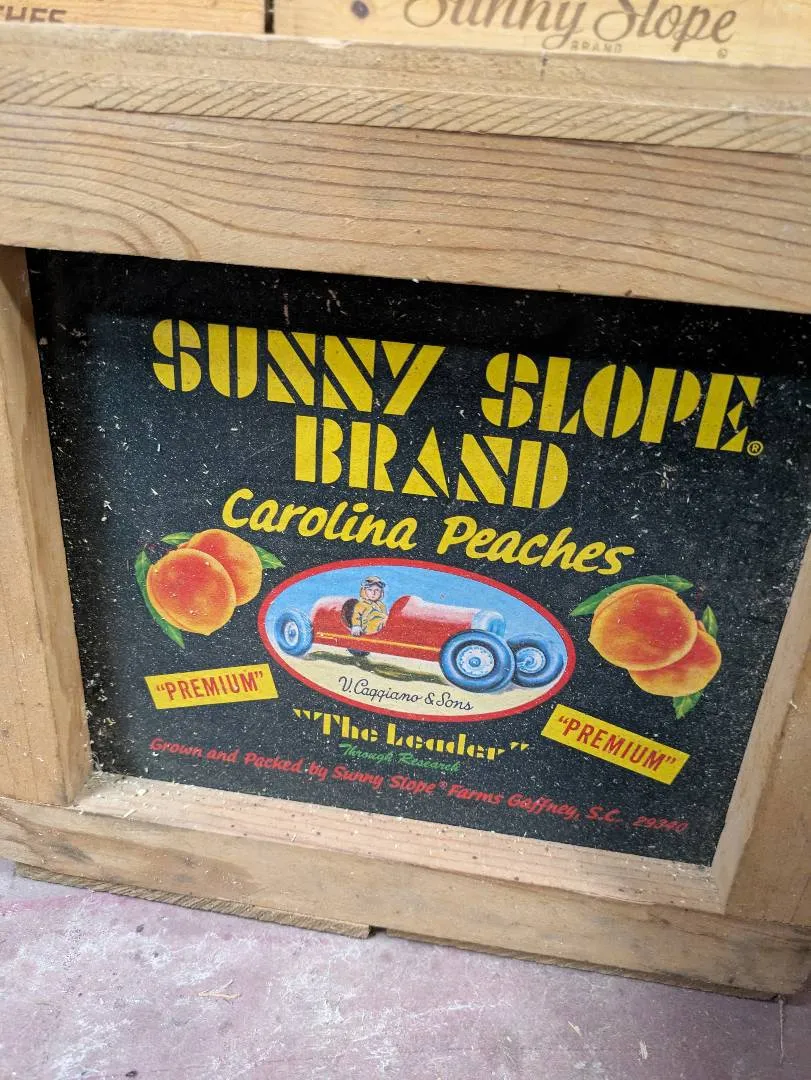 CHES
Sunny Slope
BRAND
SUNNY SLOPE
BRAND®
Carolina Peaches
V. Caggiano & Sons
"PREMIUM"
"The Leader"
"PREMIUM"
Through Research
Grown and Packed by Sunny Slope® Farms Gaffney, S.C. 29340